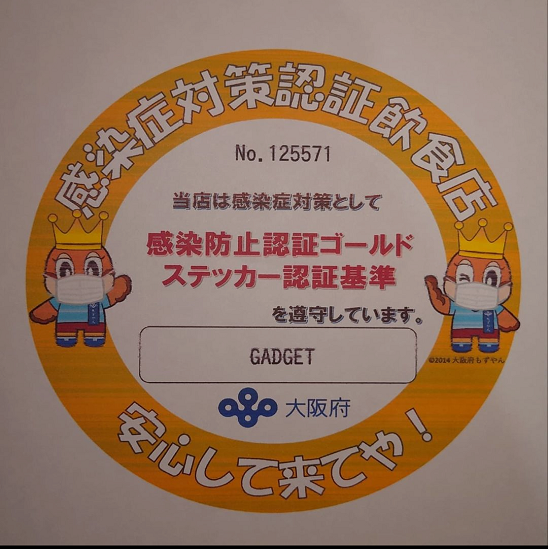 感染症対策認証飲食店
No.125571
当店は感染症対策として
感染防止認証ゴールド
ステッカー認証基準
を遵守しています。
GADGET
©2014 大阪府もずやん
大阪府
安心して来てや！